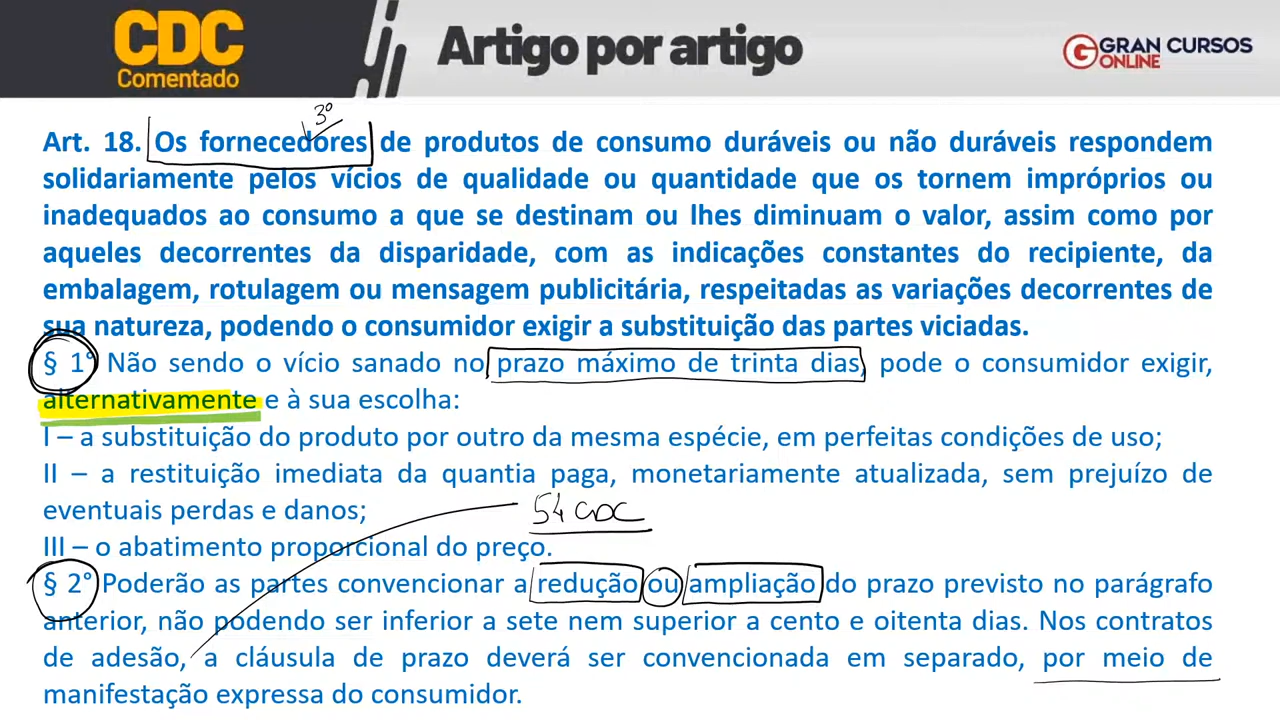 CDC
Comentado
Artigo por artigo
GRAN CURSOS
ONLINE
3º
Art. 18. Os fornecedores de produtos de consumo duráveis ou não duráveis respondem
solidariamente pelos vícios de qualidade ou quantidade que os tornem impróprios ou
inadequados ao consumo a que se destinam ou lhes diminuam o valor, assim como por
aqueles decorrentes da disparidade, com as indicações constantes do recipiente, da
embalagem, rotulagem ou mensagem publicitária, respeitadas as variações decorrentes de
sua natureza, podendo o consumidor exigir a substituição das partes viciadas.
§ 1° Não sendo o vício sanado no prazo máximo de trinta dias, pode o consumidor exigir,
alternativamente e à sua escolha:
I – a substituição do produto por outro da mesma espécie, em perfeitas condições de uso;
II – a restituição imediata da quantia paga, monetariamente atualizada, sem prejuízo de
eventuais perdas e danos;
54 CDC
III – o abatimento proporcional do preço.
§ 2° Poderão as partes convencionar a redução ou ampliação do prazo previsto no parágrafo
anterior, não podendo ser inferior a sete nem superior a cento e oitenta dias. Nos contratos
de adesão, a cláusula de prazo deverá ser convencionada em separado, por meio de
manifestação expressa do consumidor.